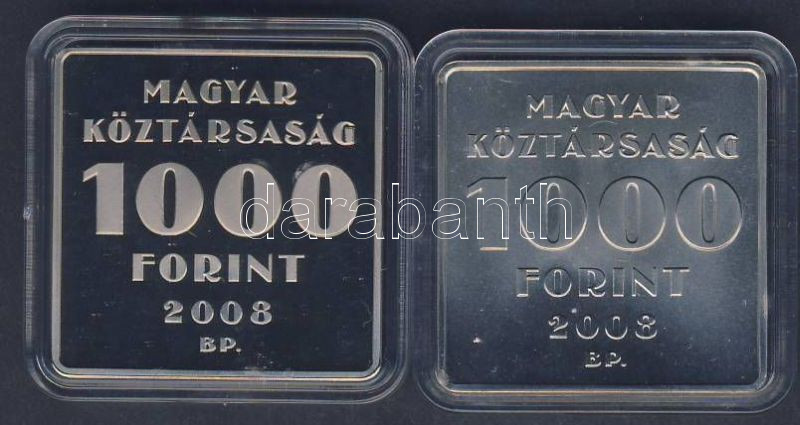 MAGYAR
KÖZTÁRSASÁG
1000
FORINT
2008
BP.
MAGYAR
KÖZTÁRSASÁG
1000
FORINT
2008
BP.
darabanth